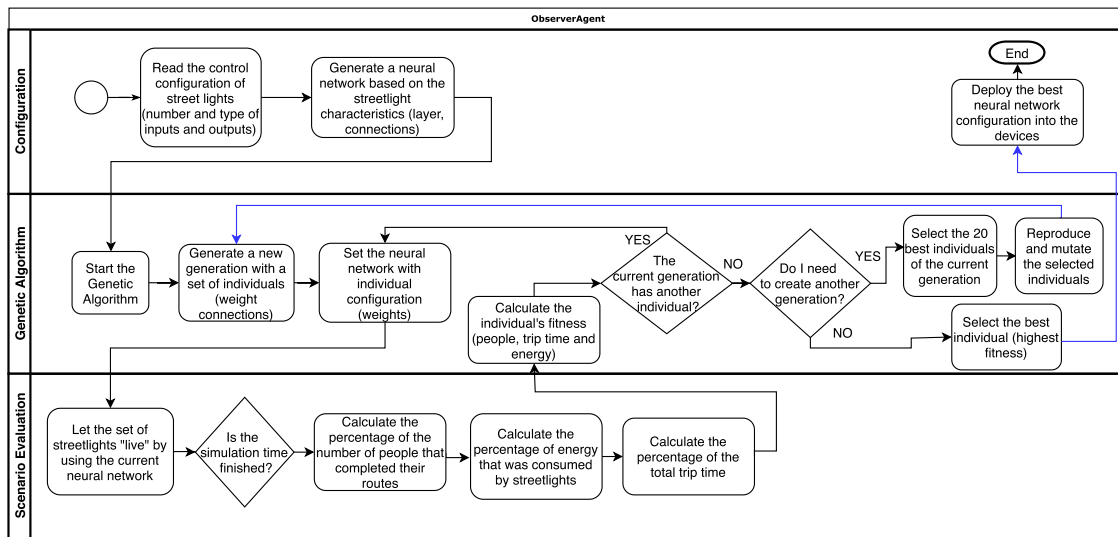 ObserverAgent
Configuration
Read the control
configuration of
street lights
(number and type of
inputs and outputs)
Generate a neural
network based on the
streetlight
characteristics (layer,
connections)
End
Deploy the best
neural network
configuration into the
devices
Genetic Algorithm
Start the
Genetic
Algorithm
Generate a new
generation with a
set of individuals
(weight
connections)
Set the neural
network with
individual
configuration
(weights)
Calculate the
individual's fitness
(people, trip time and
energy)
YES
The
current generation
has another
individual?
NO
Do I need
to create another
generation?
YES
NO
Select the 20
best individuals
of the current
generation
Reproduce
and mutate
the selected
individuals
Select the best
individual (highest
fitness)
Scenario Evaluation
Let the set of
streetlights "live" by
using the current
neural network
Is the
simulation time
finished?
Calculate the
percentage of the
number of people that
completed their
routes
Calculate the
percentage of energy
that was consumed
by streetlights
Calculate the
percentage of the
total trip time